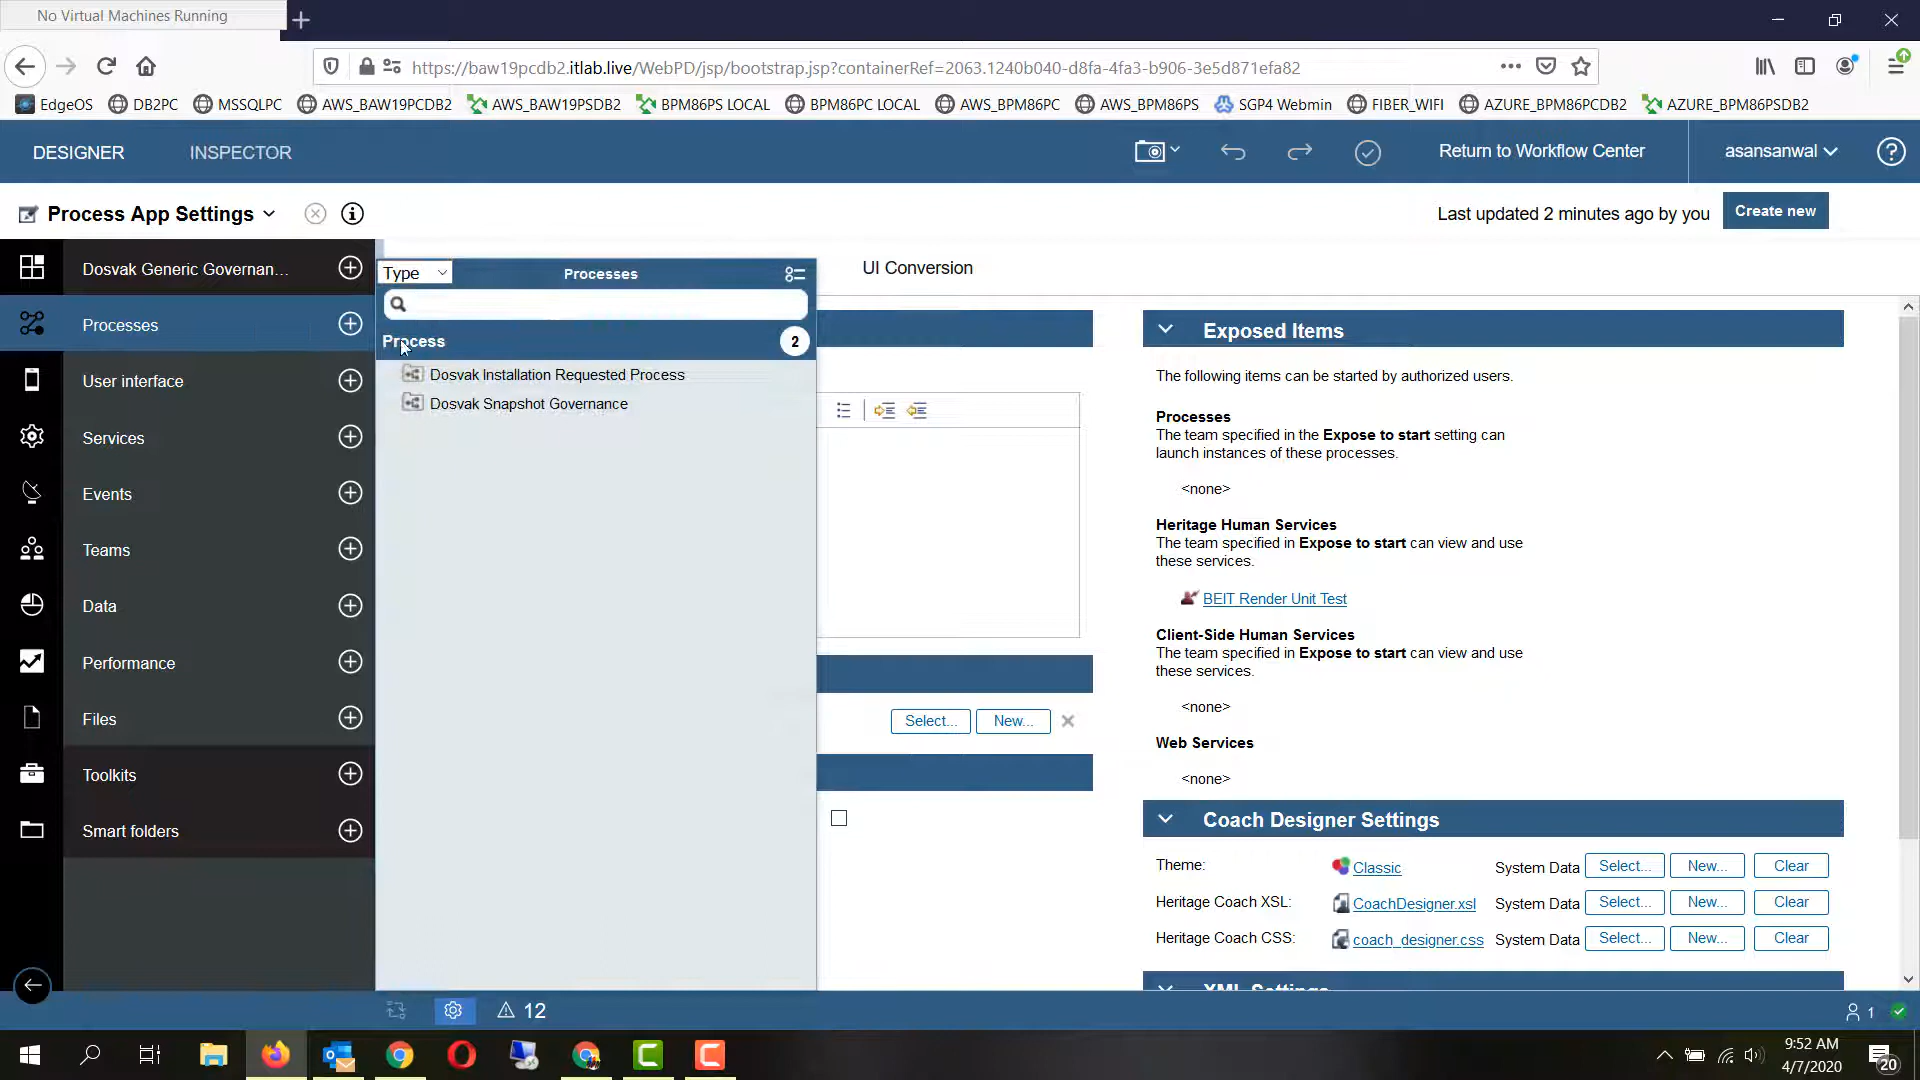 No Virtual Machines Running
https://baw19pcdb2.itlab.live/WebPD/jsp/bootstrap.jsp?containerRef=2063.1240b040-d8fa-4fa3-b906-3e5d871efa82
EdgeOS DB2PC MSSQLPC AWS_BAW19PCDB2 AWS_BAW19PSDB2 BPM86PS LOCAL BPM86PC LOCAL AWS_BPM86PC AWS_BPM86PS SGP4 Webmin FIBER_WIFI AZURE_BPM86PCDB2 AZURE_BPM86PSDB2
DESIGNER INSPECTOR Return to Workflow Center asansanwal
Process App Settings Last updated 2 minutes ago by you Create new
Dosvak Generic Governan...
Processes
User interface
Services
Events
Teams
Data
Performance
Files
Toolkits
Smart folders
Type Processes
Process 2
Dosvak Installation Requested Process
Dosvak Snapshot Governance
UI Conversion
Select... New...
Exposed Items
The following items can be started by authorized users.
Processes
The team specified in the Expose to start setting can
launch instances of these processes.
<none>
Heritage Human Services
The team specified in Expose to start can view and use
these services.
BEIT Render Unit Test
Client-Side Human Services
The team specified in Expose to start can view and use
these services.
<none>
Web Services
<none>
Coach Designer Settings
Theme: Classic System Data Select... New... Clear
Heritage Coach XSL: CoachDesigner.xsl System Data Select... New... Clear
Heritage Coach CSS: coach_designer.css System Data Select... New... Clear
XML Settings
12
1
9:52 AM
4/7/2020
20